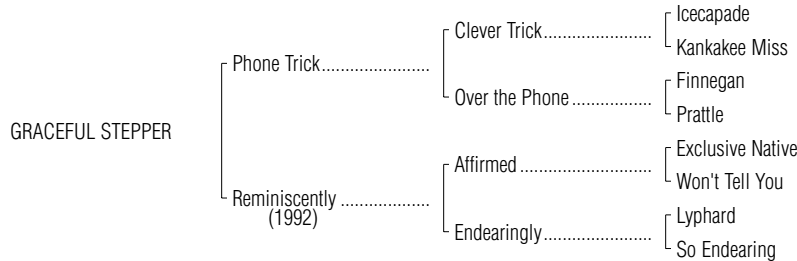 Icecapade
Clever Trick..........................
Kankakee Miss
Phone Trick..........................
Finnegan
Over the Phone...................
Prattle
GRACEFUL STEPPER
Exclusive Native
Affirmed ..............................
Won't Tell You
Reminiscently .....................
(1992)
Lyphard
Endearingly..........................
So Endearing